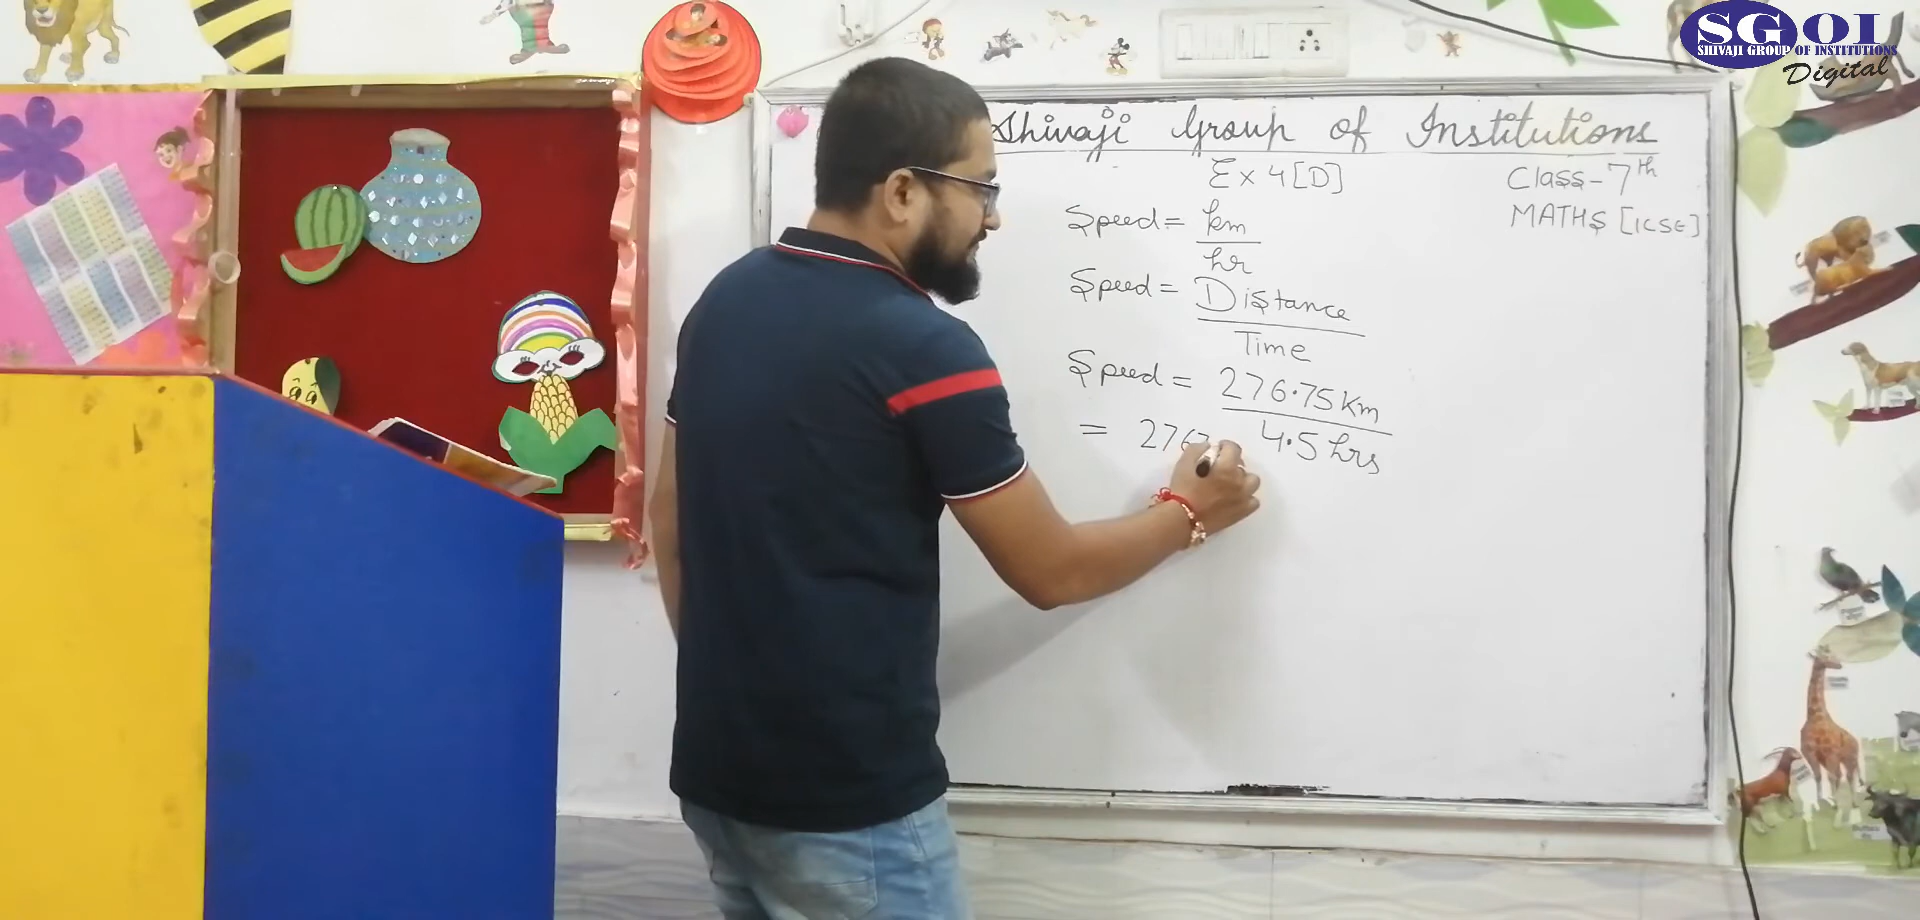 SGOI
SHIVAJI GROUP OF INSTITUTIONS
Digital
Shivaji Group of Institutions
Ex 4[D]
Class-7th
MATHS [ICSE]
Speed = km
hr
Speed = Distance
Time
Speed = 276.75 Km
4.5 hrs
= 276